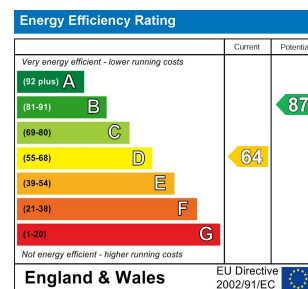 Energy Efficiency Rating
Current Potentia
Very energy efficient - lower running costs
(92 plus) A
(81-91) B 87
(69-80) C
(55-68) D 64
(39-54) E
(21-38) F
(1-20) G
Not energy efficient - higher running costs
England & Wales
EU Directive
2002/91/EC